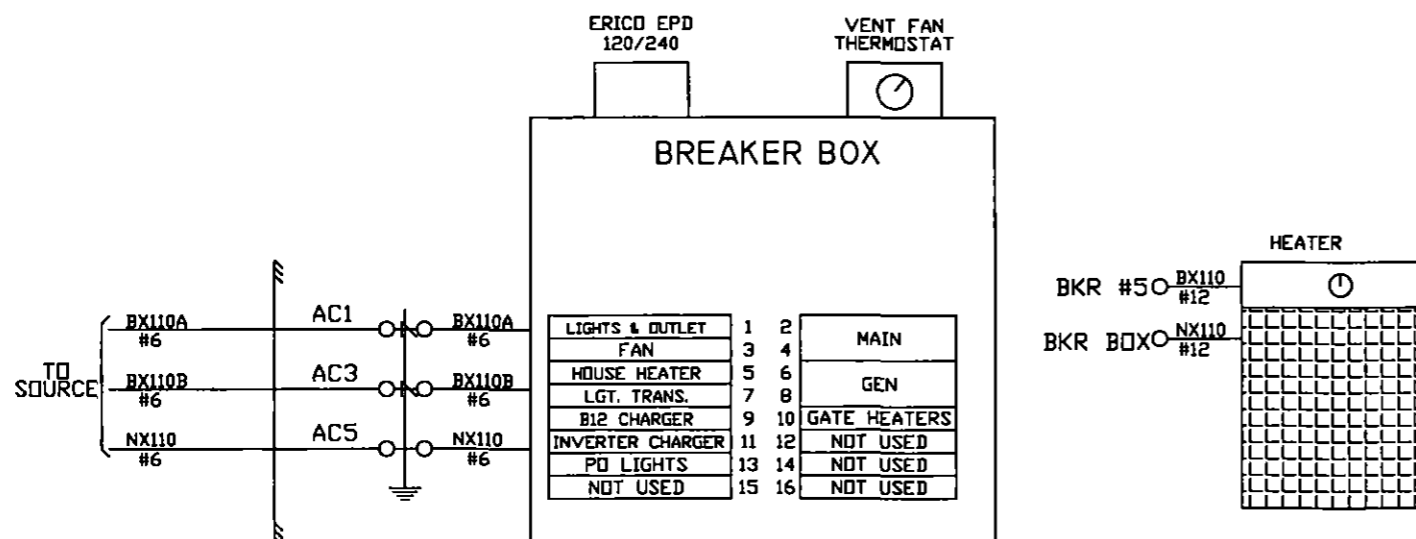 ERICO EPD
120/240
VENT FAN
THERMOSTAT
BREAKER BOX
HEATER
BKR #5
BX110
#12
BKR BOX
NX110
#12
TO
SOURCE
BX110A
#6
AC1
BX110A
#6
BX110B
#6
AC3
BX110B
#6
NX110
#6
AC5
NX110
#6
LIGHTS & OUTLET 1 2 MAIN
FAN 3 4
HOUSE HEATER 5 6 GEN
LGT. TRANS. 7 8
B12 CHARGER 9 10 GATE HEATERS
INVERTER CHARGER 11 12 NOT USED
PO LIGHTS 13 14 NOT USED
NOT USED 15 16 NOT USED